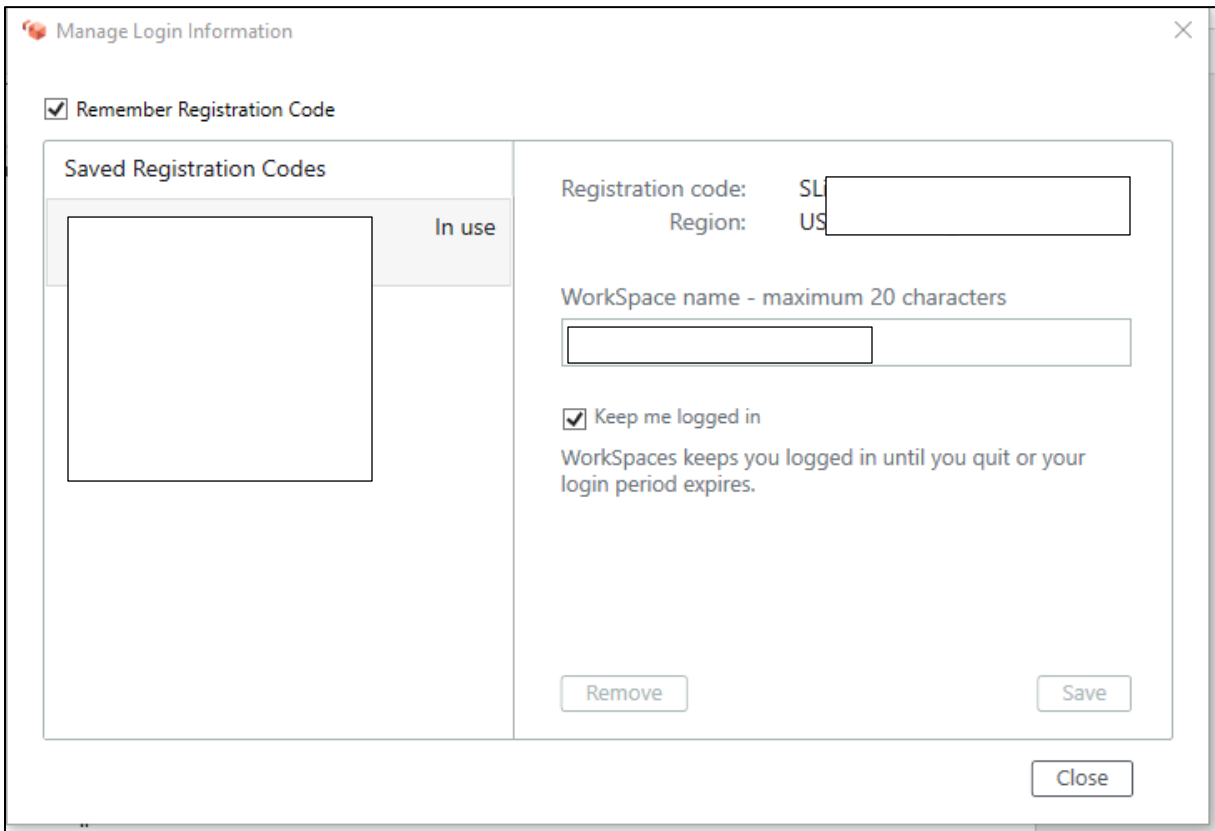 Manage Login Information
Remember Registration Code
Saved Registration Codes
In use
Registration code: SLi
Region: US
WorkSpace name - maximum 20 characters
Keep me logged in
WorkSpaces keeps you logged in until you quit or your
login period expires.
Remove
Save
Close